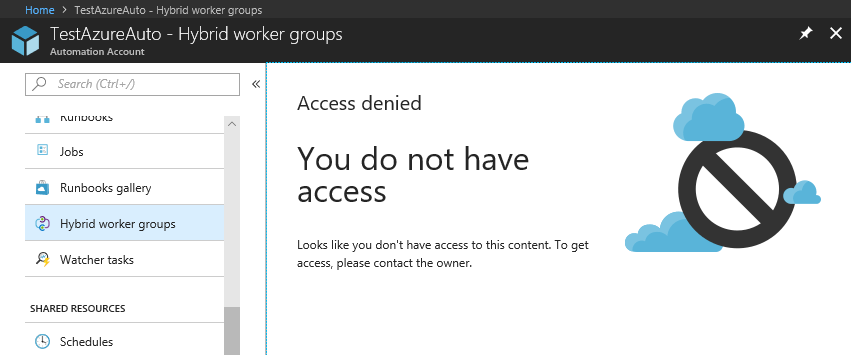 Home > TestAzureAuto - Hybrid worker groups
TestAzureAuto - Hybrid worker groups
Automation Account
Search (Ctrl+/)
«
Runbooks
Jobs
Runbooks gallery
Hybrid worker groups
Watcher tasks
SHARED RESOURCES
Schedules
Access denied
You do not have
access
Looks like you don't have access to this content. To get
access, please contact the owner.